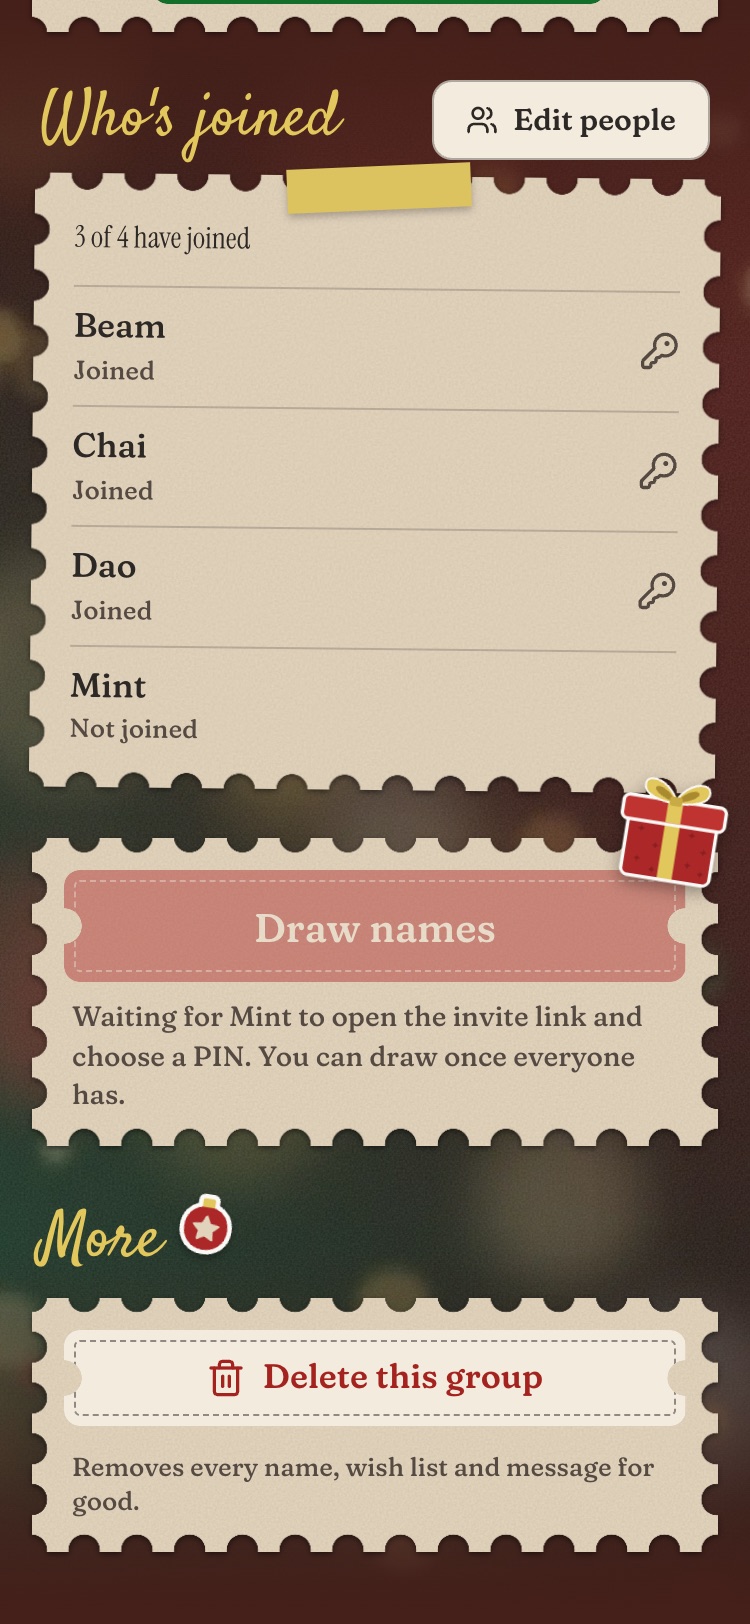 Who's joined
Edit people
3 of 4 have joined
Beam
Joined
Chai
Joined
Dao
Joined
Mint
Not joined
Draw names
Waiting for Mint to open the invite link and
choose a PIN. You can draw once everyone
has.
More
Delete this group
Removes every name, wish list and message for
good.